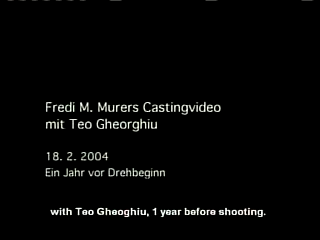 Fredi M. Murers Castingvideo
mit Teo Gheorghiu
18. 2. 2004
Ein Jahr vor Drehbeginn
with Teo Gheoghiu, 1 year before shooting.